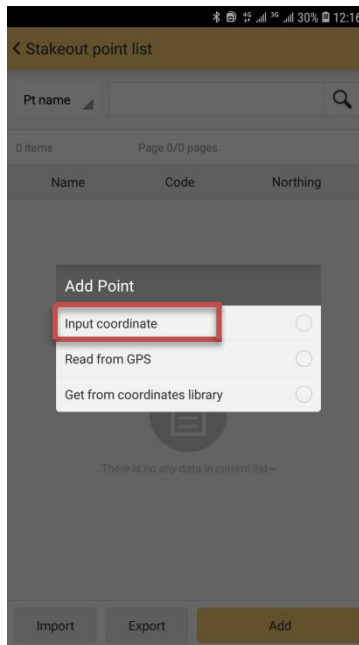 4G 3G 30% 12:16
< Stakeout point list
Pt name
0 items Page 0/0 pages
Name Code Northing
Add Point
Input coordinate
Read from GPS
Get from coordinates library
There is no any data in current list~
Import Export Add